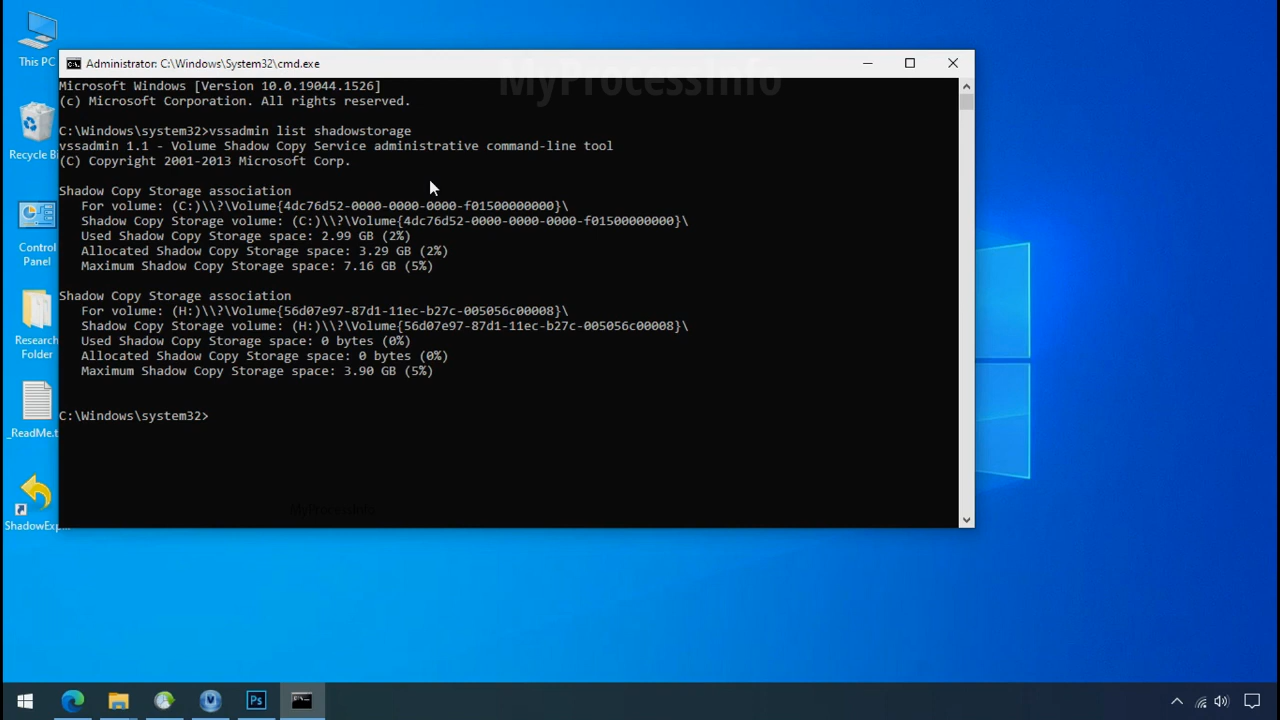 This PC
Recycle Bi
Control
Panel
Research
Folder
_ReadMe.t
ShadowExp...
Administrator: C:\Windows\System32\cmd.exe
MyProcessInfo
Microsoft Windows [Version 10.0.19044.1526]
(c) Microsoft Corporation. All rights reserved.
C:\Windows\system32>vssadmin list shadowstorage
vssadmin 1.1 - Volume Shadow Copy Service administrative command-line tool
(C) Copyright 2001-2013 Microsoft Corp.
Shadow Copy Storage association
For volume: (C:)\\?\Volume{4dc76d52-0000-0000-0000-f01500000000}\
Shadow Copy Storage volume: (C:)\\?\Volume{4dc76d52-0000-0000-0000-f01500000000}\
Used Shadow Copy Storage space: 2.99 GB (2%)
Allocated Shadow Copy Storage space: 3.29 GB (2%)
Maximum Shadow Copy Storage space: 7.16 GB (5%)
Shadow Copy Storage association
For volume: (H:)\\?\Volume{56d07e97-87d1-11ec-b27c-005056c00008}\
Shadow Copy Storage volume: (H:)\\?\Volume{56d07e97-87d1-11ec-b27c-005056c00008}\
Used Shadow Copy Storage space: 0 bytes (0%)
Allocated Shadow Copy Storage space: 0 bytes (0%)
Maximum Shadow Copy Storage space: 3.90 GB (5%)
C:\Windows\system32>
MyProcessInfo
Ps